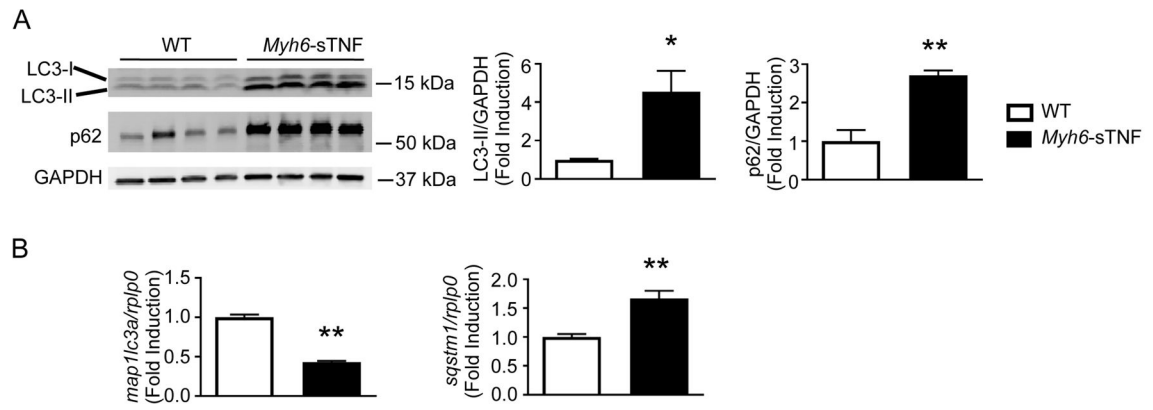 A
WT
Myh6-sTNF
LC3-I
LC3-II
15 kDa
p62
50 kDa
GAPDH
37 kDa
LC3-II/GAPDH
(Fold Induction)
6
4
2
0
*
p62/GAPDH
(Fold Induction)
3
2
1
0
**
WT
Myh6-sTNF
B
map1lc3a/rplp0
(Fold Induction)
1.5
1.0
0.5
0.0
**
sqstm1/rplp0
(Fold Induction)
2.0
1.5
1.0
0.5
0.0
**